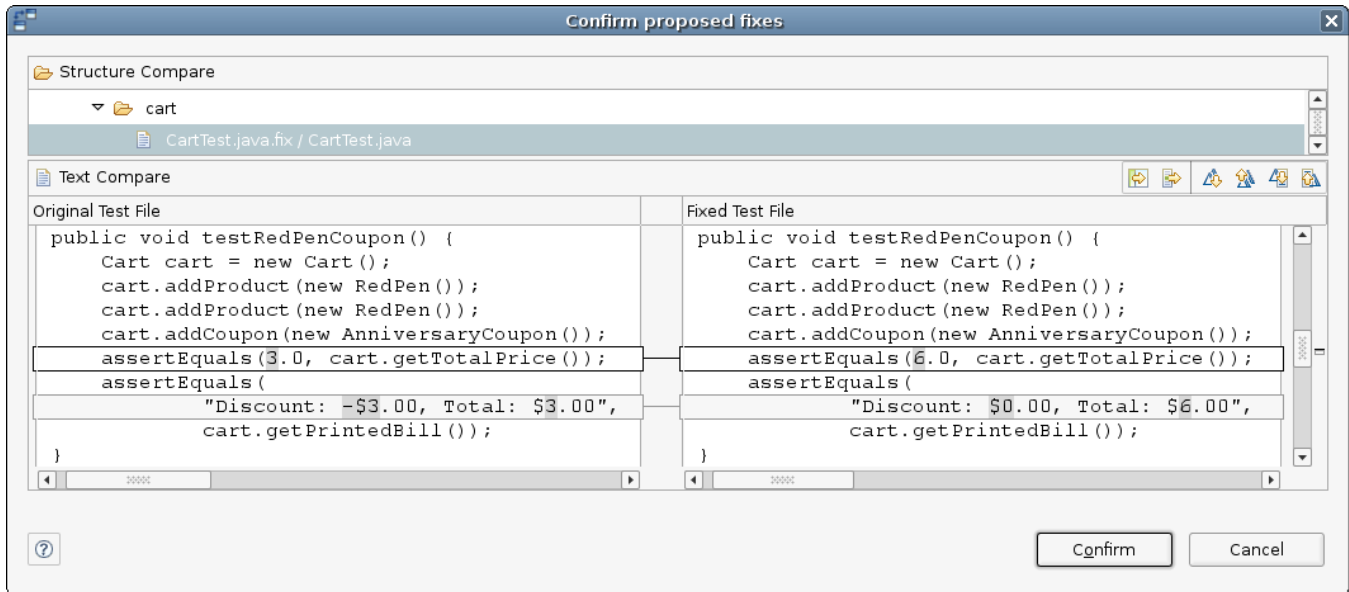 Confirm proposed fixes
Structure Compare
cart
CartTest.java.fix / CartTest.java
Text Compare
Original Test File
public void testRedPenCoupon() {
Cart cart = new Cart();
cart.addProduct(new RedPen());
cart.addProduct(new RedPen());
cart.addCoupon(new AnniversaryCoupon());
assertEquals(3.0, cart.getTotalPrice());
assertEquals(
"Discount: -$3.00, Total: $3.00",
cart.getPrintedBill());
}
Fixed Test File
public void testRedPenCoupon() {
Cart cart = new Cart();
cart.addProduct(new RedPen());
cart.addProduct(new RedPen());
cart.addCoupon(new AnniversaryCoupon());
assertEquals(6.0, cart.getTotalPrice());
assertEquals(
"Discount: $0.00, Total: $6.00",
cart.getPrintedBill());
}
?
Confirm
Cancel